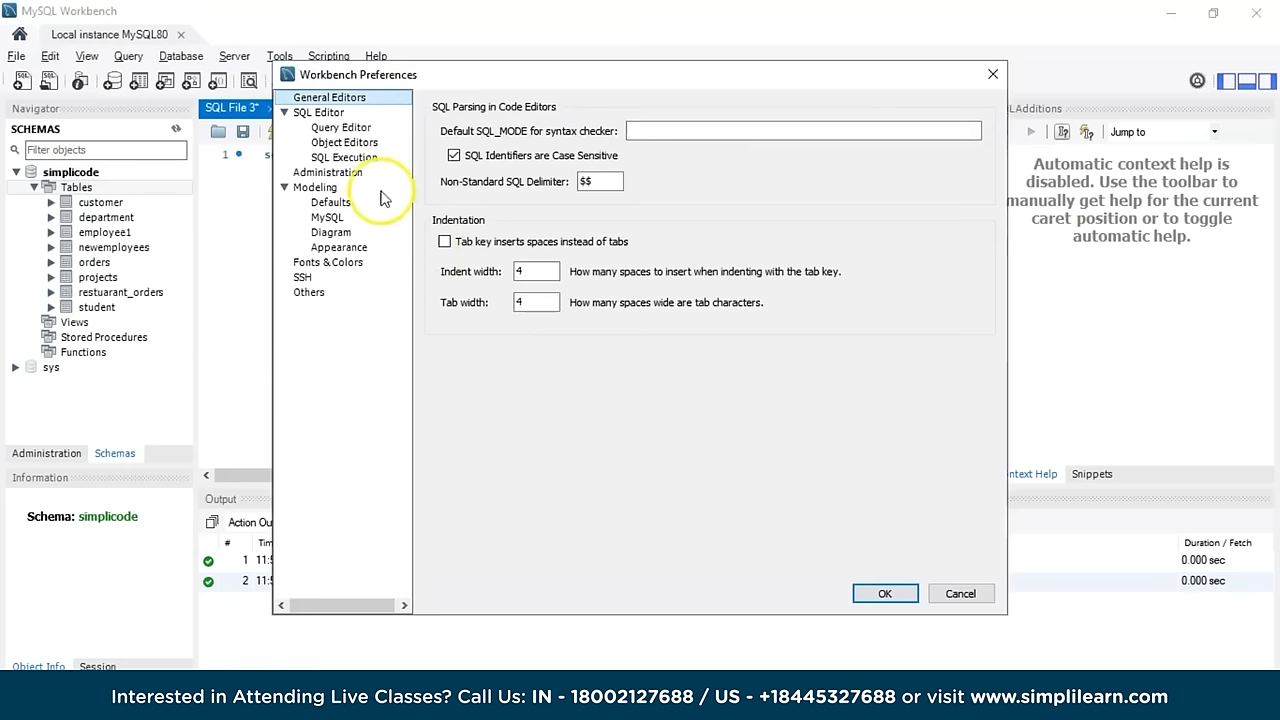 MySQL Workbench
Local instance MySQL80
File Edit View Query Database Server Tools Scripting Help
Workbench Preferences
Navigator
SCHEMAS
Filter objects
simplicode
Tables
customer
department
employee1
newemployees
orders
projects
restuarant_orders
student
Views
Stored Procedures
Functions
sys
Administration Schemas
Information
Schema: simplicode
Object Info Session
SQL File 3*
1
General Editors
SQL Editor
Query Editor
Object Editors
SQL Execution
Administration
Modeling
Defaults
MySQL
Diagram
Appearance
Fonts & Colors
SSH
Others
SQL Parsing in Code Editors
Default SQL_MODE for syntax checker:
SQL Identifiers are Case Sensitive
Non-Standard SQL Delimiter: $$
Indentation
Tab key inserts spaces instead of tabs
Indent width: 4 How many spaces to insert when indenting with the tab key.
Tab width: 4 How many spaces wide are tab characters.
OK Cancel
Jump to
Automatic context help is
disabled. Use the toolbar to
manually get help for the current
caret position or to toggle
automatic help.
Snippets
Output
#
Duration / Fetch
1 0.000 sec
2 0.000 sec
Interested in Attending Live Classes? Call Us: IN - 18002127688 / US - +18445327688 or visit www.simplilearn.com